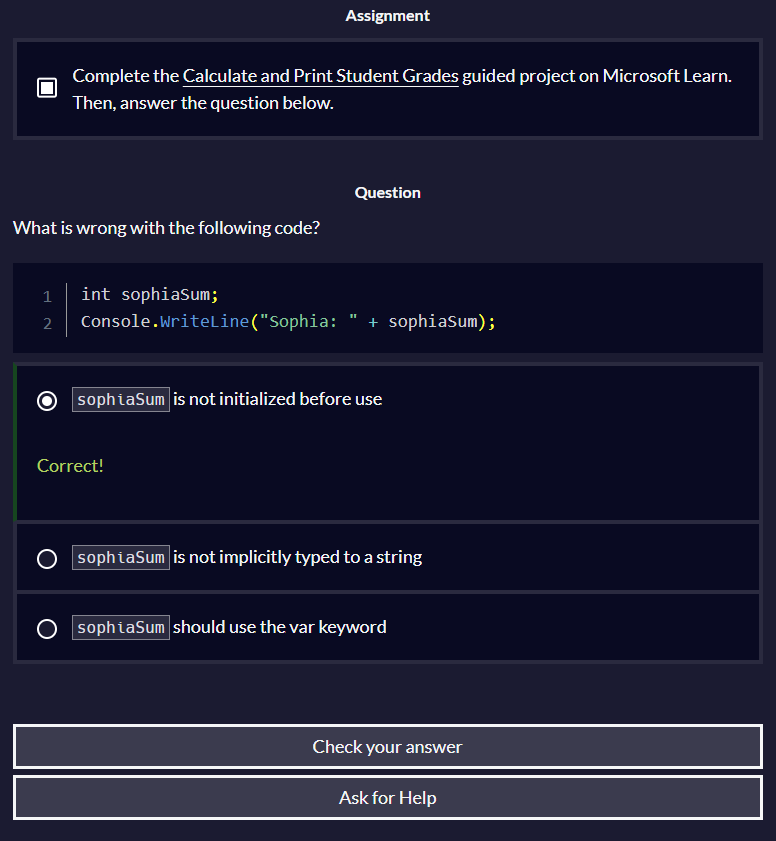 Assignment
Complete the Calculate and Print Student Grades guided project on Microsoft Learn.
Then, answer the question below.
Question
What is wrong with the following code?
1 int sophiaSum;
2 Console.WriteLine("Sophia: " + sophiaSum);
sophiaSum is not initialized before use
Correct!
sophiaSum is not implicitly typed to a string
sophiaSum should use the var keyword
Check your answer
Ask for Help